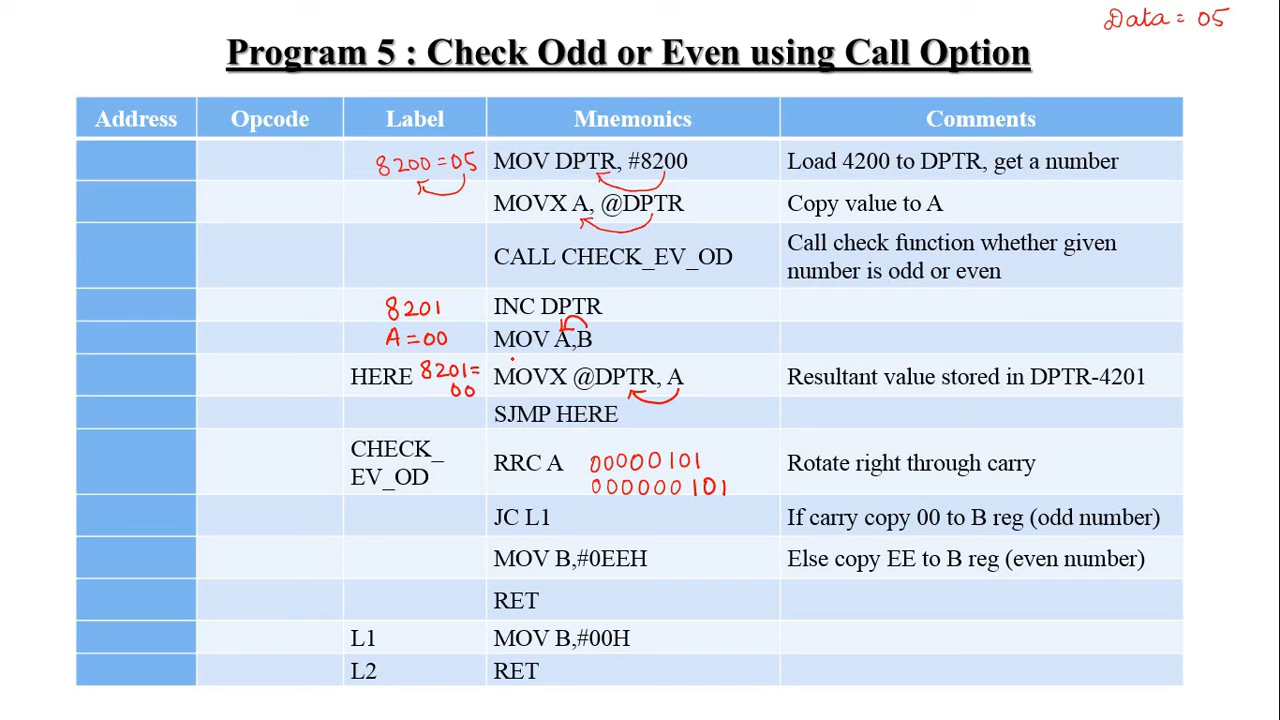 Data = 05
Program 5 : Check Odd or Even using Call Option
Address Opcode Label Mnemonics Comments
8200 = 05 MOV DPTR, #8200 Load 4200 to DPTR, get a number
MOVX A, @DPTR Copy value to A
CALL CHECK_EV_OD Call check function whether given
number is odd or even
8201 INC DPTR
A = 00 MOV A,B
HERE 8201= MOVX @DPTR, A Resultant value stored in DPTR-4201
00
SJMP HERE
CHECK_
EV_OD RRC A 00000101 Rotate right through carry
000000 101
JC L1 If carry copy 00 to B reg (odd number)
MOV B,#0EEH Else copy EE to B reg (even number)
RET
L1 MOV B,#00H
L2 RET